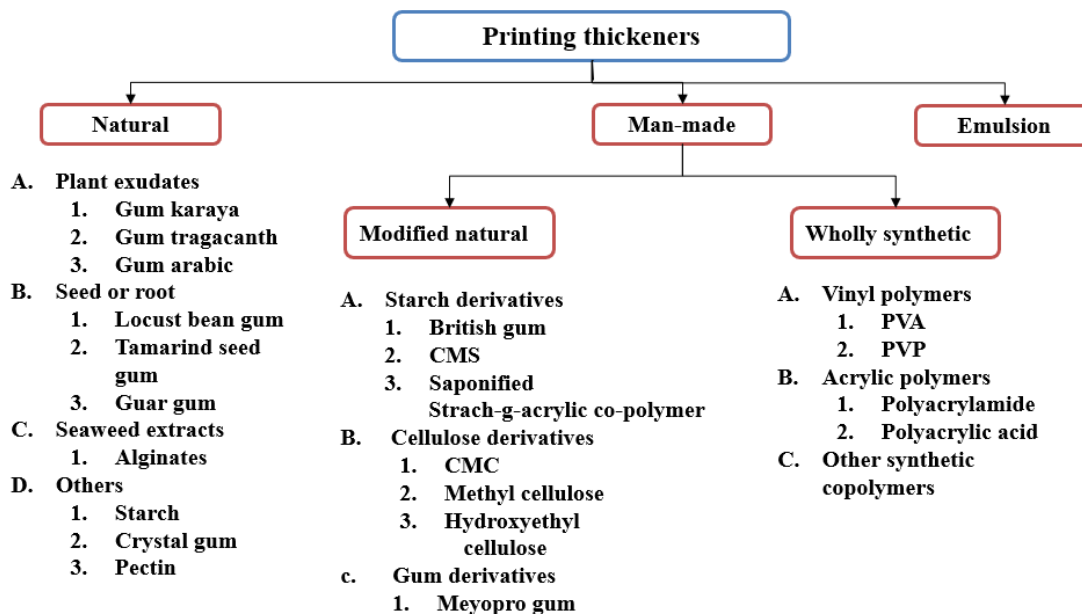 Printing thickeners
Natural
Man-made
Emulsion
A. Plant exudates
1. Gum karaya
2. Gum tragacanth
3. Gum arabic
B. Seed or root
1. Locust bean gum
2. Tamarind seed
gum
3. Guar gum
C. Seaweed extracts
1. Alginates
D. Others
1. Starch
2. Crystal gum
3. Pectin
Modified natural
A. Starch derivatives
1. British gum
2. CMS
3. Saponified
Strach-g-acrylic co-polymer
B. Cellulose derivatives
1. CMC
2. Methyl cellulose
3. Hydroxyethyl
cellulose
c. Gum derivatives
1. Meyopro gum
Wholly synthetic
A. Vinyl polymers
1. PVA
2. PVP
B. Acrylic polymers
1. Polyacrylamide
2. Polyacrylic acid
C. Other synthetic
copolymers